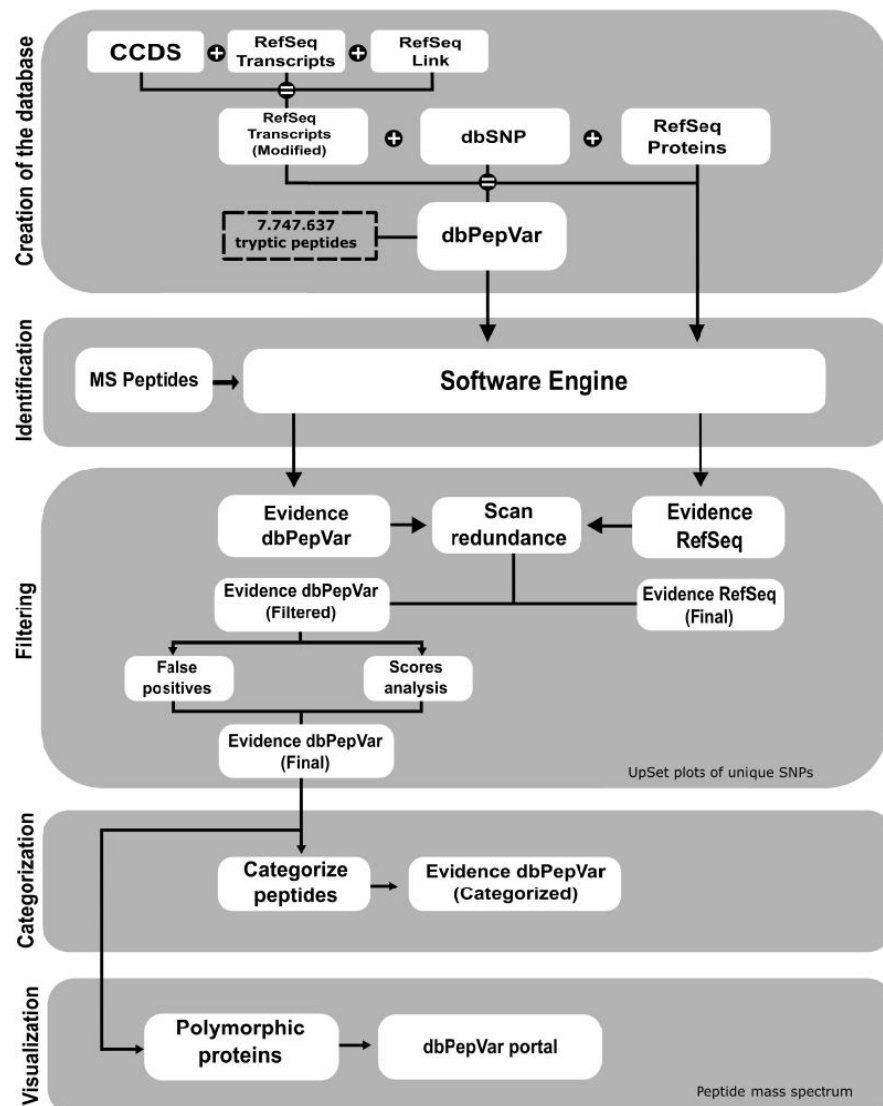 Creation of the database
CCDS
+
RefSeq
Transcripts
+
RefSeq
Link
=
RefSeq
Transcripts
(Modified)
+
dbSNP
+
RefSeq
Proteins
=
7.747.637
tryptic peptides
dbPepVar
Identification
MS Peptides
Software Engine
Filtering
Evidence
dbPepVar
Scan
redundance
Evidence
RefSeq
Evidence dbPepVar
(Filtered)
Evidence RefSeq
(Final)
False
positives
Scores
analysis
Evidence dbPepVar
(Final)
UpSet plots of unique SNPs
Categorization
Categorize
peptides
Evidence dbPepVar
(Categorized)
Visualization
Polymorphic
proteins
dbPepVar portal
Peptide mass spectrum